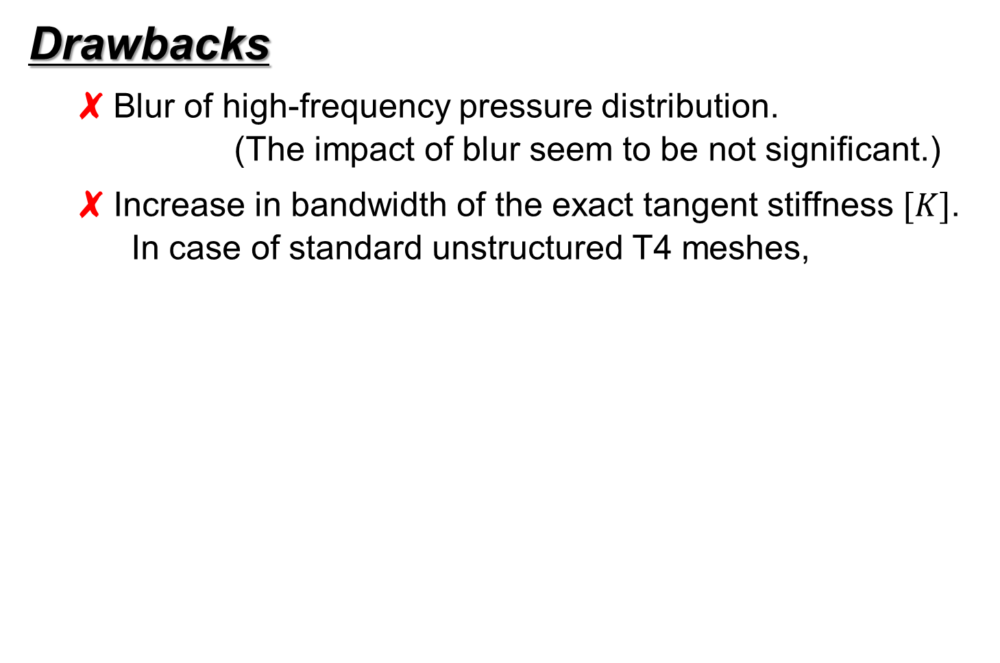 Drawbacks
✗ Blur of high-frequency pressure distribution.
(The impact of blur seem to be not significant.)
✗ Increase in bandwidth of the exact tangent stiffness [K].
In case of standard unstructured T4 meshes,